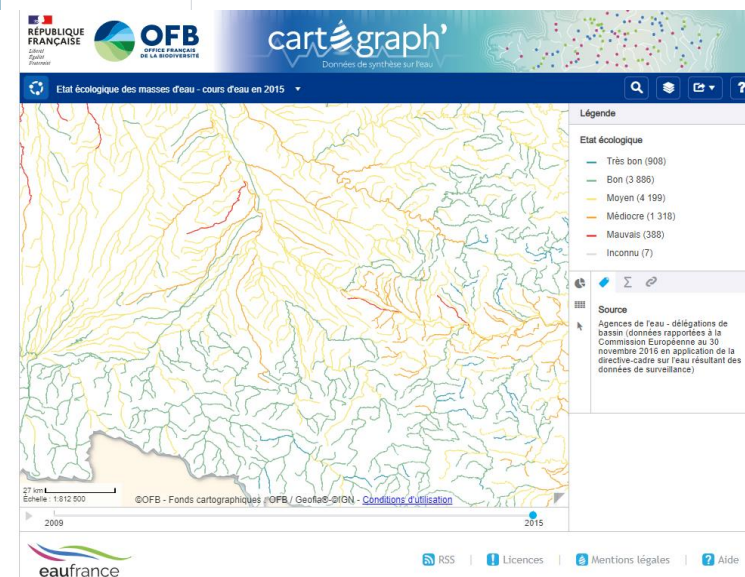 RÉPUBLIQUE
FRANÇAISE
Liberté
Égalité
Fraternité
OFB
OFFICE FRANÇAIS
DE LA BIODIVERSITÉ
cartograph'
Données de synthèse sur l'eau
Etat écologique des masses d'eau - cours d'eau en 2015
?
Légende
Etat écologique
Très bon (908)
Bon (3 886)
Moyen (4 199)
Médiocre (1 318)
Mauvais (388)
Inconnu (7)
Σ
Source
Agences de l'eau - délégations de
bassin (données rapportées à la
Commission Européenne au 30
novembre 2016 en application de la
directive-cadre sur l'eau résultant des
données de surveillance)
27 km
Echelle : 1:812 500
©OFB - Fonds cartographiques : OFB / Geofla®-©IGN - Conditions d'utilisation
2009
2015
eaufrance
RSS | Licences | Mentions légales | ? Aide